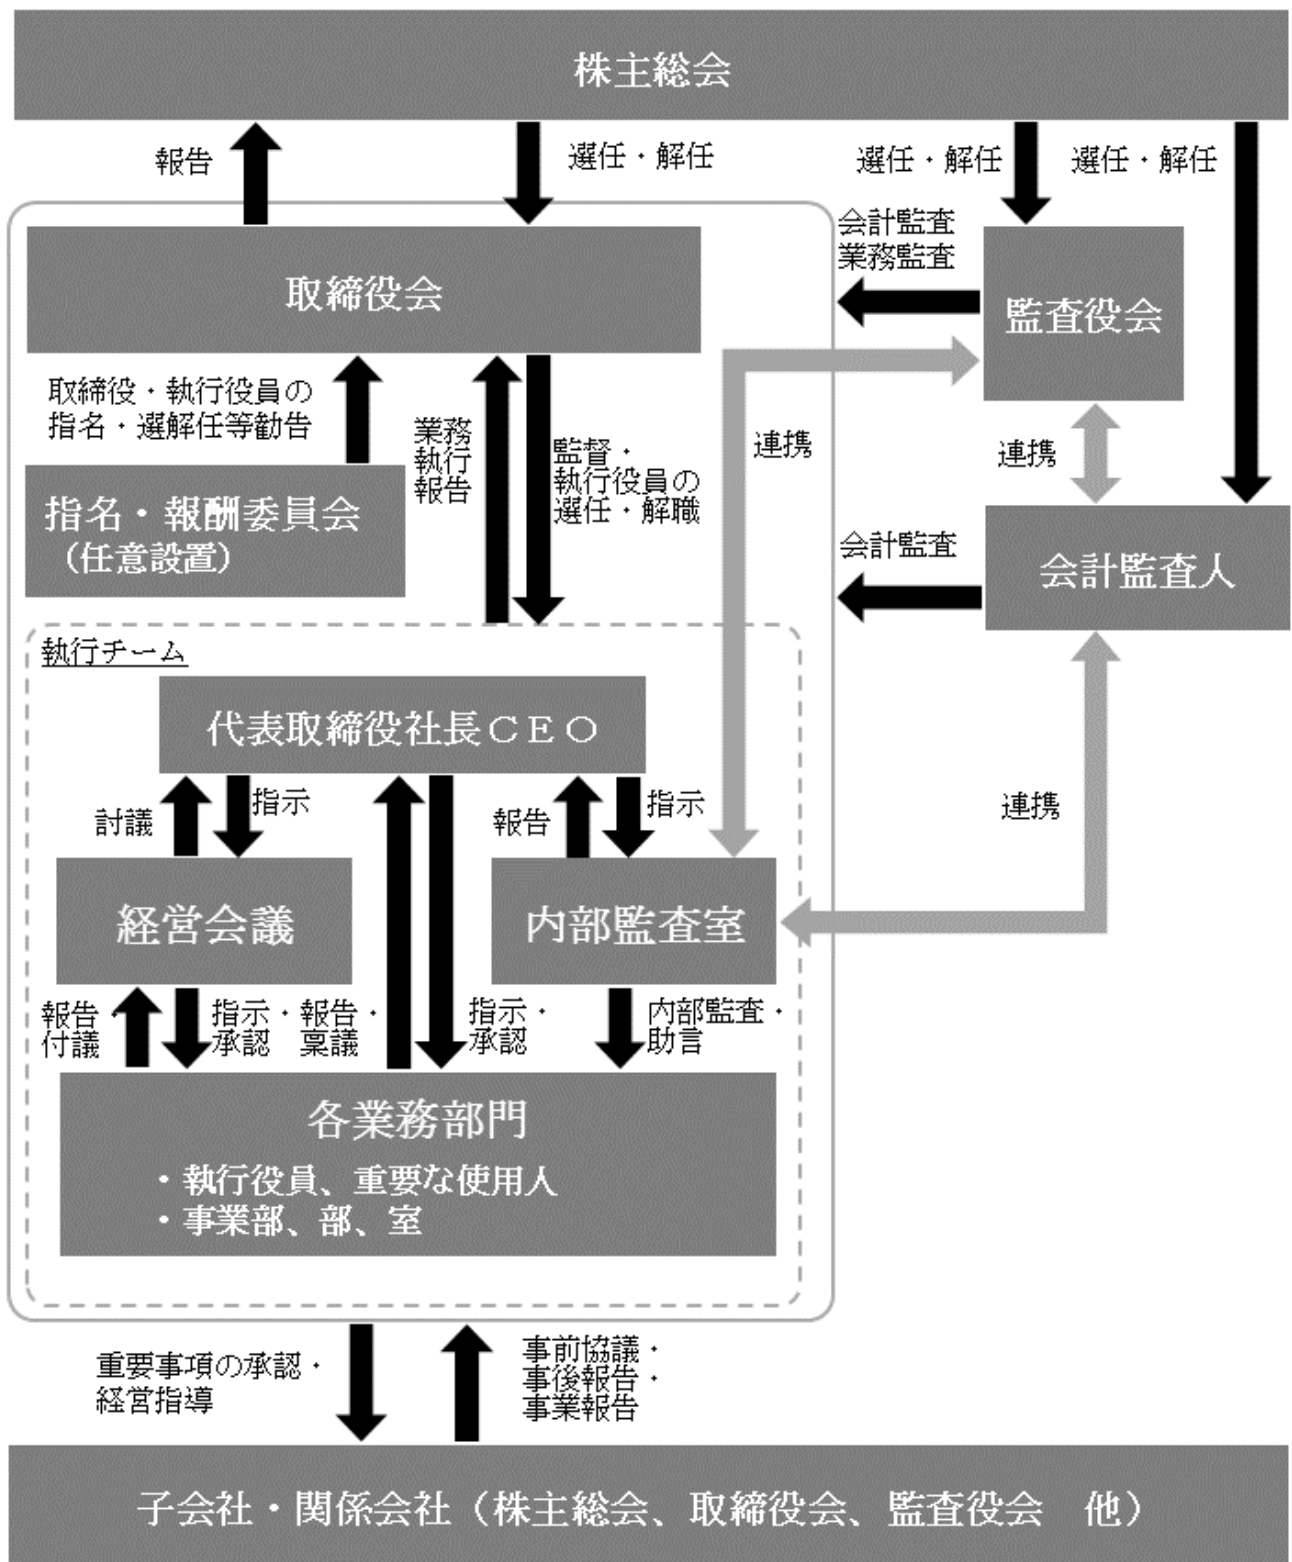 株主総会
報告
選任・解任
選任・解任
選任・解任
取締役会
会計監査
業務監査
監査役会
取締役・執行役員の
指名・選解任等勧告
業務
執行
報告
監督・
執行役員の
選任・解職
連携
連携
指名・報酬委員会
（任意設置）
会計監査
会計監査人
執行チーム
代表取締役社長ＣＥＯ
討議
指示
報告
指示
連携
経営会議
内部監査室
報告・
付議
指示・
承認
報告・
稟議
指示・
承認
内部監査・
助言
各業務部門
・執行役員、重要な使用人
・事業部、部、室
重要事項の承認・
経営指導
事前協議・
事後報告・
事業報告
子会社・関係会社（株主総会、取締役会、監査役会　他）